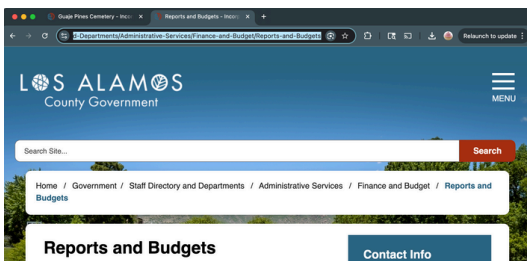 Guaje Pines Cemetery - Incor
Reports and Budgets - Incorp
d-Departments/Administrative-Services/Finance-and-Budget/Reports-and-Budgets
Relaunch to update
LOS ALAMOS
County Government
MENU
Search Site...
Search
Home / Government / Staff Directory and Departments / Administrative Services / Finance and Budget / Reports and
Budgets
Reports and Budgets
Contact Info